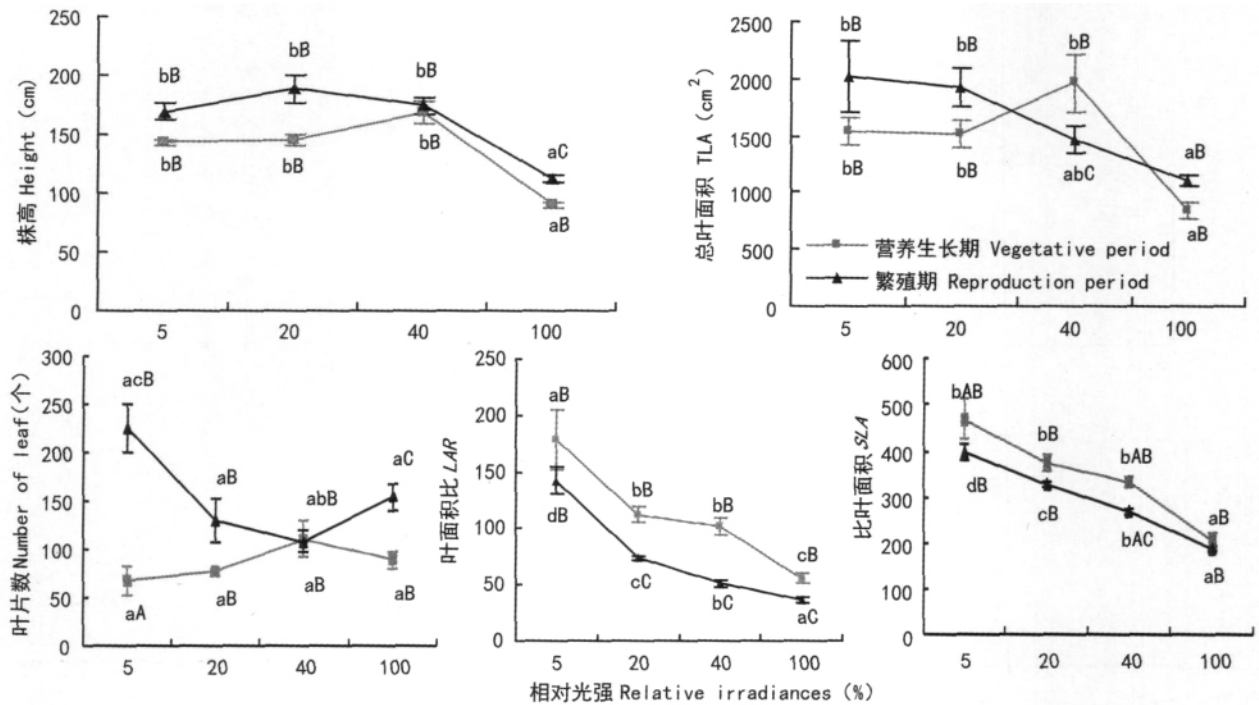 株高 Height (cm)
250
200
150
100
50
0
bB
bB
bB
aC
bB
bB
bB
aB
5
20
40
100
总叶面积 TLA (cm²)
2500
2000
1500
1000
500
0
bB
bB
bB
bB
bB
abC
aB
aB
营养生长期 Vegetative period
繁殖期 Reproduction period
5
20
40
100
叶片数 Number of leaf(个)
300
250
200
150
100
50
0
acB
aB
abB
aC
aA
aB
aB
aB
5
20
40
100
叶面积比 LAR
250
200
150
100
50
0
aB
bB
bB
cB
dB
cC
bC
aC
5
20
40
100
比叶面积 SLA
600
500
400
300
200
100
0
bAB
bB
bAB
aB
dB
cB
bAC
aB
5
20
40
100
相对光强 Relative irradiances (%)